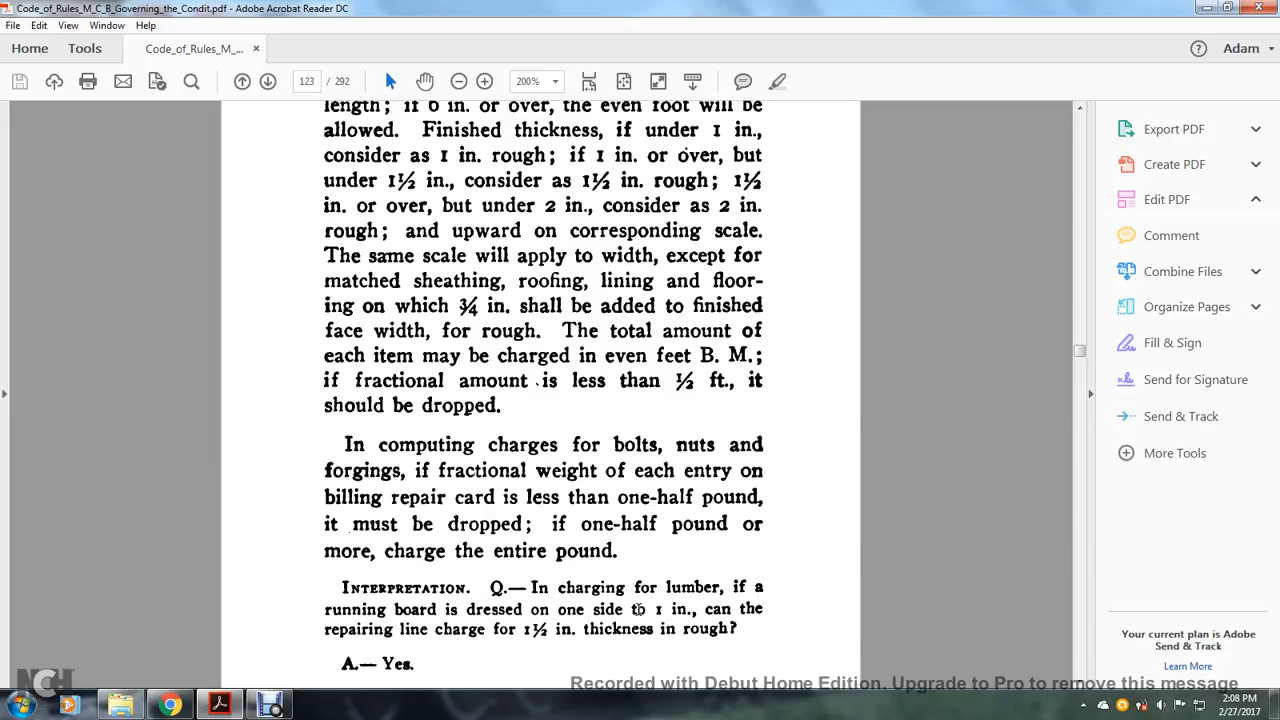 Code_of_Rules_M_C_B_Governing_the_Condit.pdf - Adobe Acrobat Reader DC
File Edit View Window Help
Home Tools Code_of_Rules_M_... × Adam
123 / 292 200%
length; if 6 in. or over, the even foot will be
allowed. Finished thickness, if under 1 in.,
consider as 1 in. rough; if 1 in. or over, but
under 1½ in., consider as 1½ in. rough; 1½
in. or over, but under 2 in., consider as 2 in.
rough; and upward on corresponding scale.
The same scale will apply to width, except for
matched sheathing, roofing, lining and floor-
ing on which ¾ in. shall be added to finished
face width, for rough. The total amount of
each item may be charged in even feet B. M.;
if fractional amount is less than ½ ft., it
should be dropped.
In computing charges for bolts, nuts and
forgings, if fractional weight of each entry on
billing repair card is less than one-half pound,
it must be dropped; if one-half pound or
more, charge the entire pound.
INTERPRETATION. Q.— In charging for lumber, if a
running board is dressed on one side to 1 in., can the
repairing line charge for 1½ in. thickness in rough?
A.— Yes.
Export PDF
Create PDF
Edit PDF
Comment
Combine Files
Organize Pages
Fill & Sign
Send for Signature
Send & Track
More Tools
Your current plan is Adobe
Send & Track
Learn More
NCH
Recorded with Debut Home Edition. Upgrade to Pro to remove this message
2:08 PM
2/27/2017